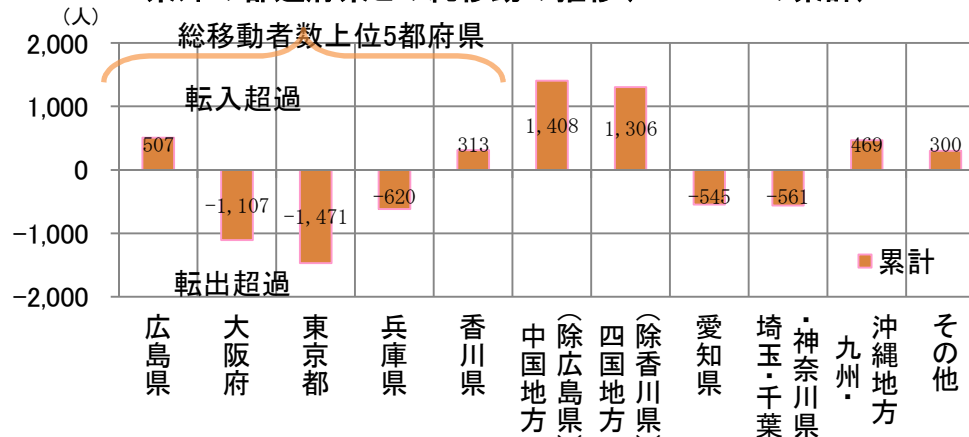 (人)
総移動者数上位5都府県
転入超過
転出超過
2,000
1,000
0
-1,000
-2,000
507
-1,107
-1,471
-620
313
1,408
1,306
-545
-561
469
300
累計
広島県
大阪府
東京都
兵庫県
香川県
中国地方
(除広島県)
四国地方
(除香川県)
愛知県
埼玉・千葉
・神奈川県
九州・
沖縄地方
その他